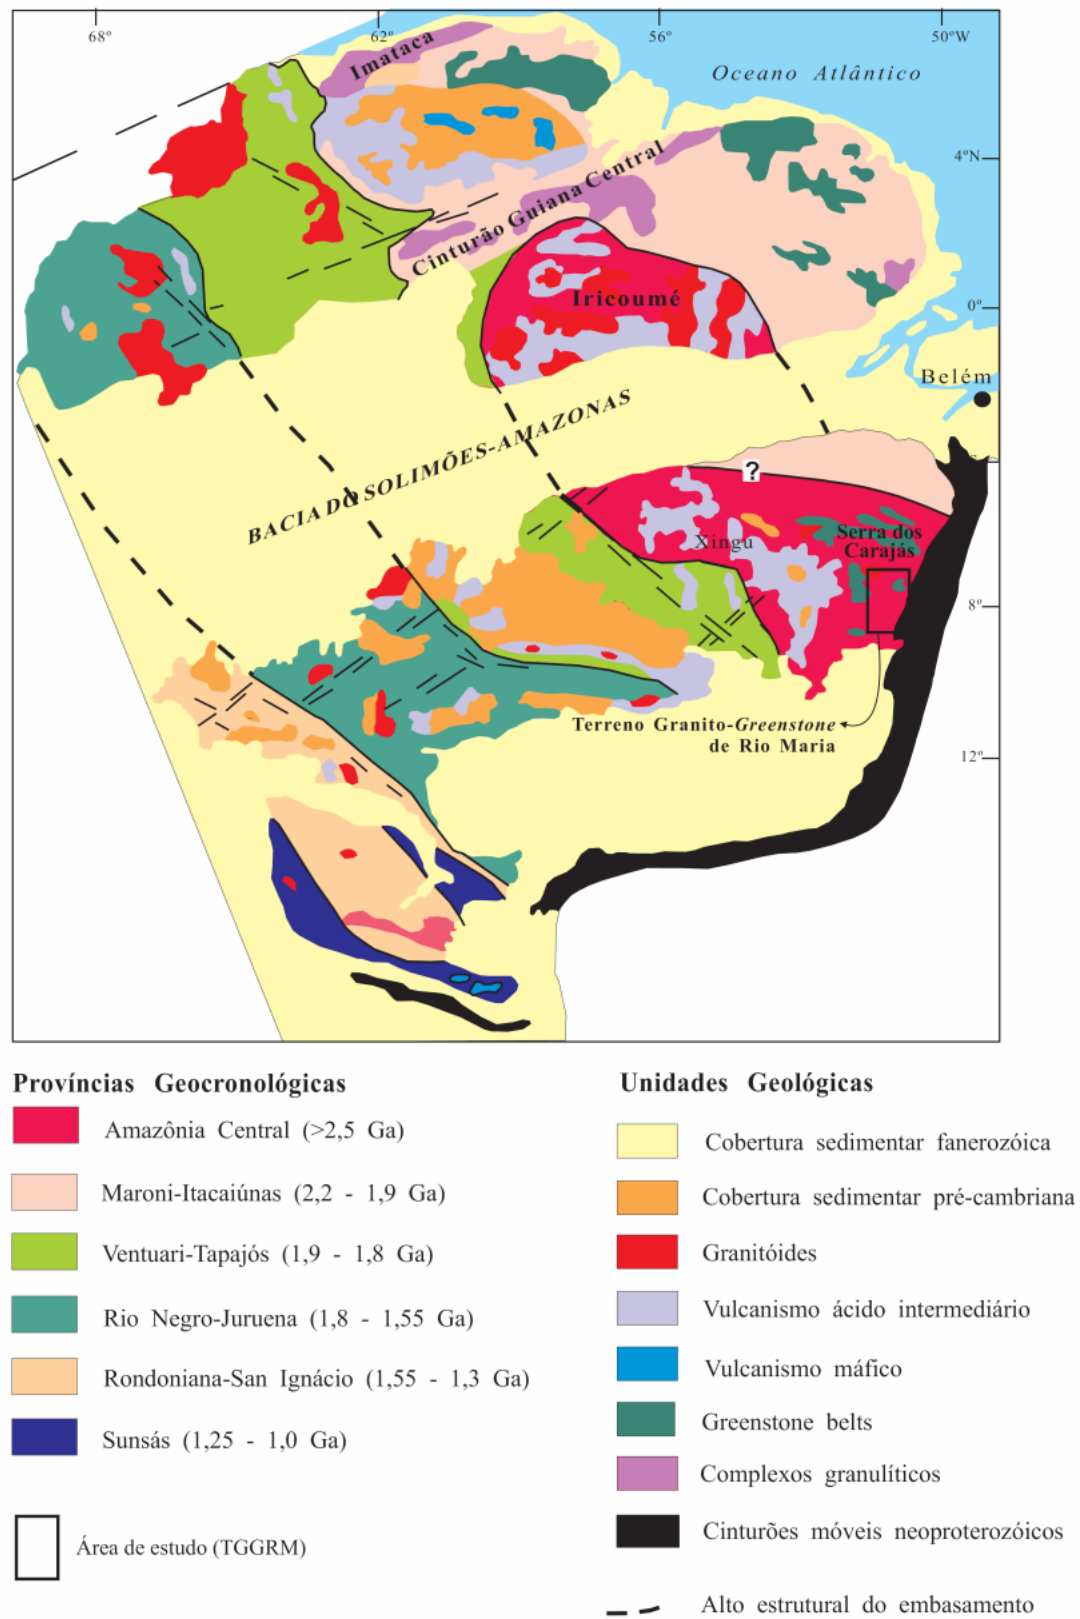 68º
62º
56º
50ºW
Imataca
Oceano Atlântico
4ºN
Cinturão Guiana Central
Iricoumé
0º
Belém
BACIA DO SOLIMÕES-AMAZONAS
?
Serra dos
Carajás
Xingu
8º
Terreno Granito-Greenstone
de Rio Maria
12º
Províncias Geocronológicas
Amazônia Central (>2,5 Ga)
Maroni-Itacaiúnas (2,2 - 1,9 Ga)
Ventuari-Tapajós (1,9 - 1,8 Ga)
Rio Negro-Juruena (1,8 - 1,55 Ga)
Rondoniana-San Ignácio (1,55 - 1,3 Ga)
Sunsás (1,25 - 1,0 Ga)
Área de estudo (TGGRM)
Unidades Geológicas
Cobertura sedimentar fanerozóica
Cobertura sedimentar pré-cambriana
Granitóides
Vulcanismo ácido intermediário
Vulcanismo máfico
Greenstone belts
Complexos granulíticos
Cinturões móveis neoproterozóicos
Alto estrutural do embasamento